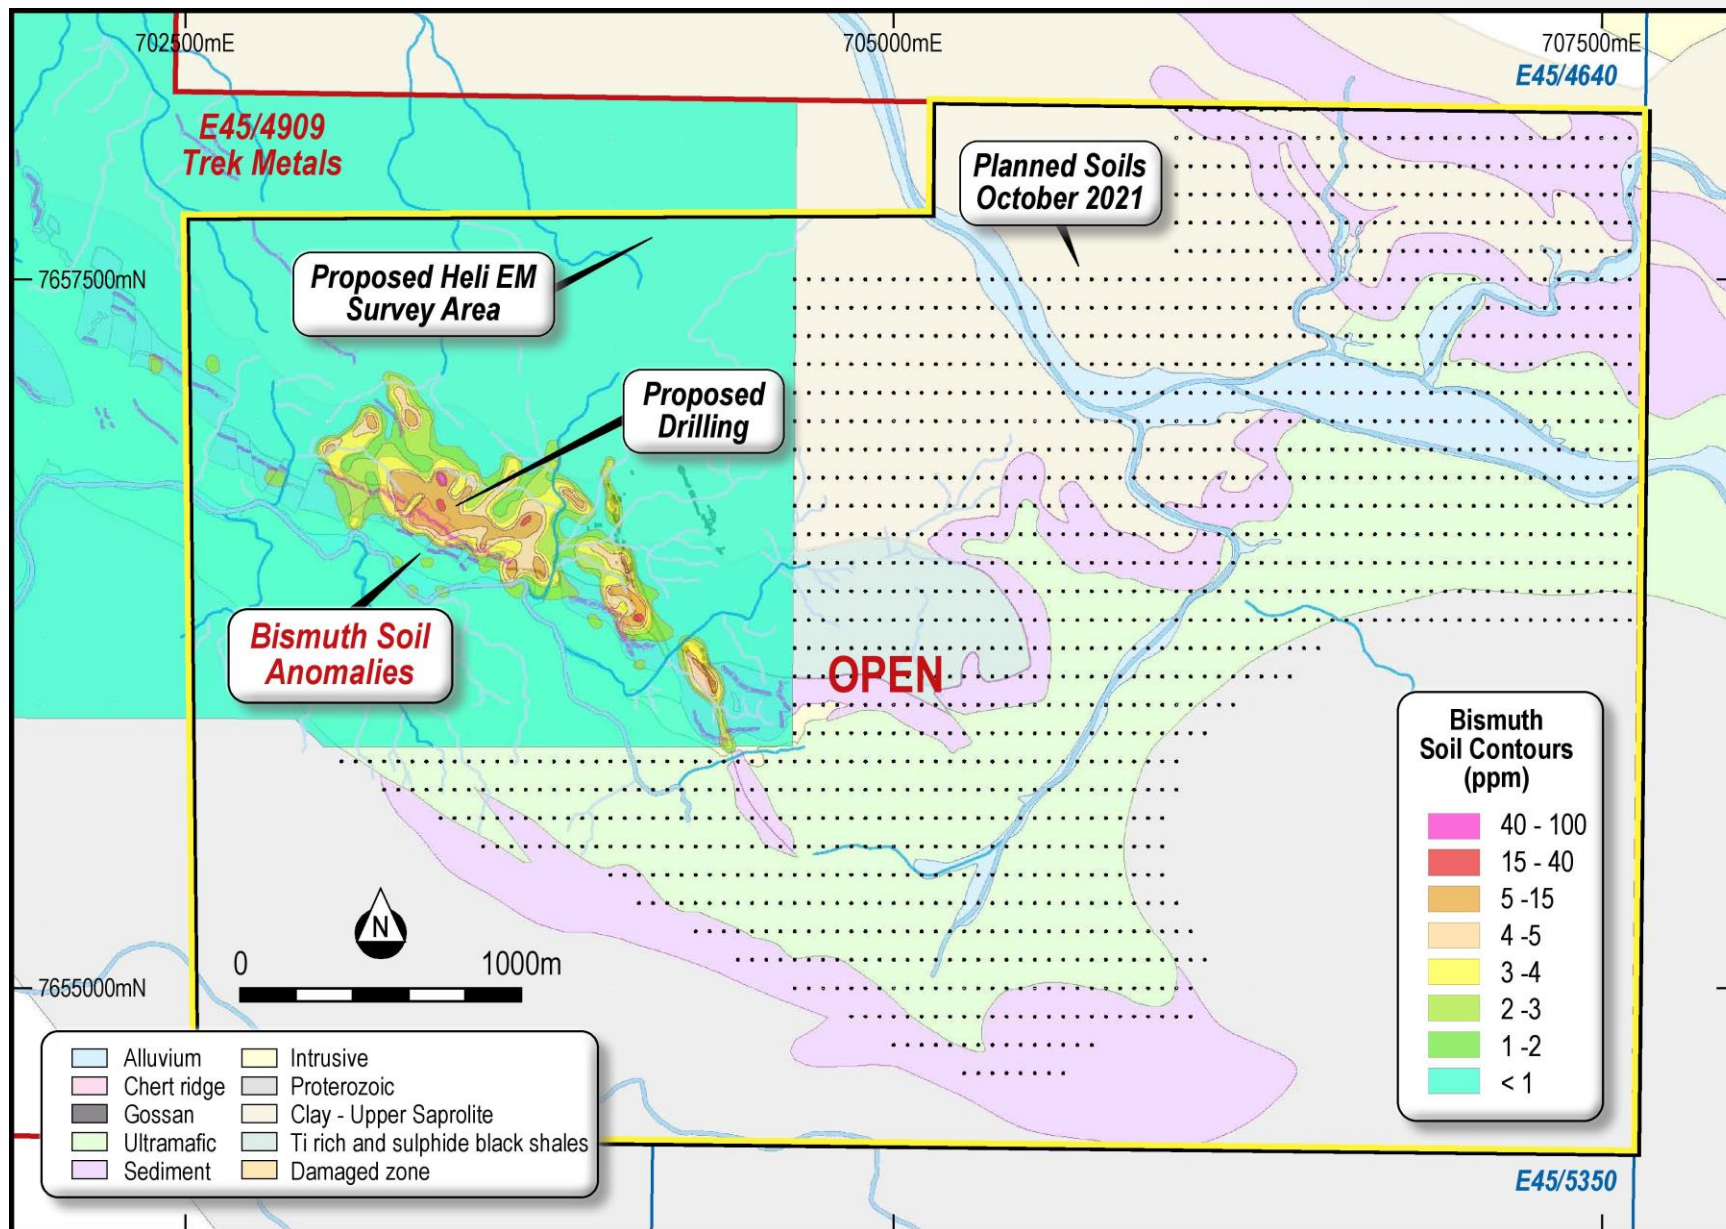 702500mE
705000mE
707500mE
E45/4640
E45/4909
Trek Metals
Planned Soils
October 2021
7657500mN
Proposed Heli EM
Survey Area
Proposed
Drilling
Bismuth Soil
Anomalies
OPEN
Bismuth
Soil Contours
(ppm)
40 - 100
15 - 40
5 -15
4 -5
3 -4
2 -3
1 -2
< 1
N
0
1000m
7655000mN
Alluvium
Chert ridge
Gossan
Ultramafic
Sediment
Intrusive
Proterozoic
Clay - Upper Saprolite
Ti rich and sulphide black shales
Damaged zone
E45/5350